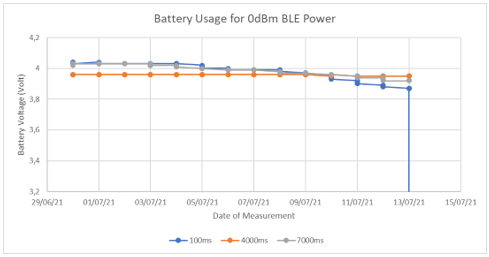 Battery Usage for 0dBm BLE Power
Battery Voltage (Volt)
4,2
4
3,8
3,6
3,4
3,2
29/06/21 01/07/21 03/07/21 05/07/21 07/07/21 09/07/21 11/07/21 13/07/21 15/07/21
Date of Measurement
100ms 4000ms 7000ms